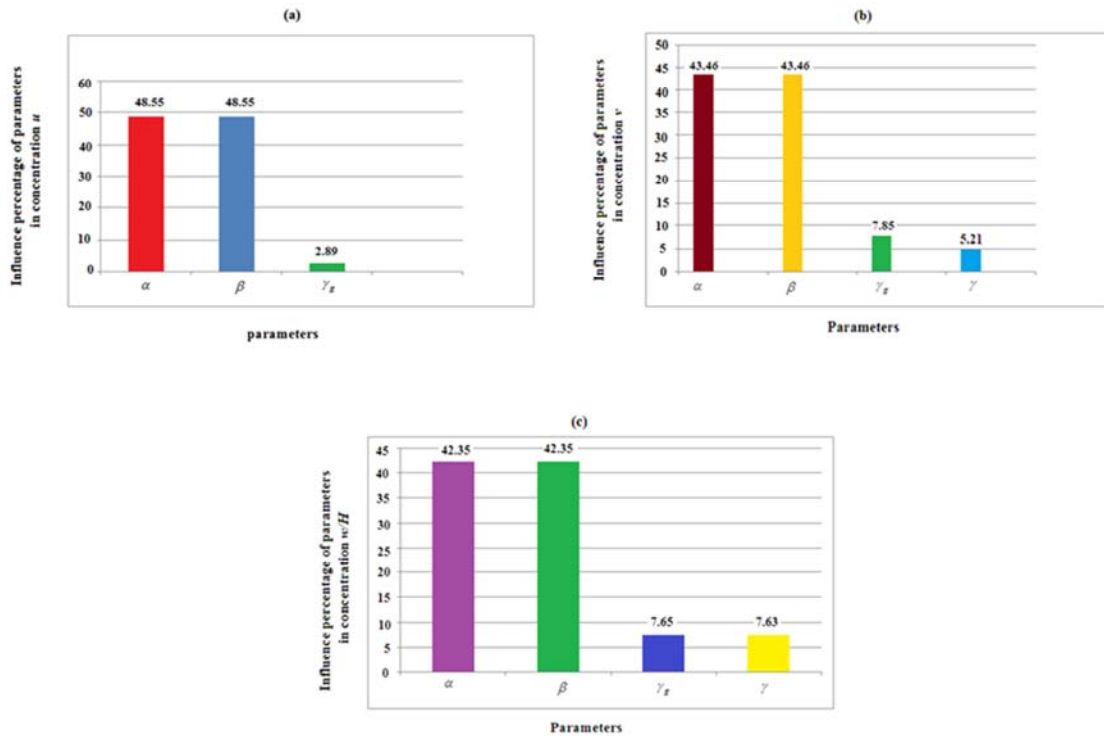 (a)
Influence percentage of parameters
in concentration u
60
50
40
30
20
10
0
48.55
48.55
2.89
α
β
parameters
(b)
Influence percentage of parameters
in concentration v
50
45
40
35
30
25
20
15
10
5
0
43.46
43.46
7.85
5.21
α
β
γ
Parameters
(c)
Influence percentage of parameters
in concentration w/H
45
40
35
30
25
20
15
10
5
0
42.35
42.35
7.65
7.63
α
β
γ
Parameters